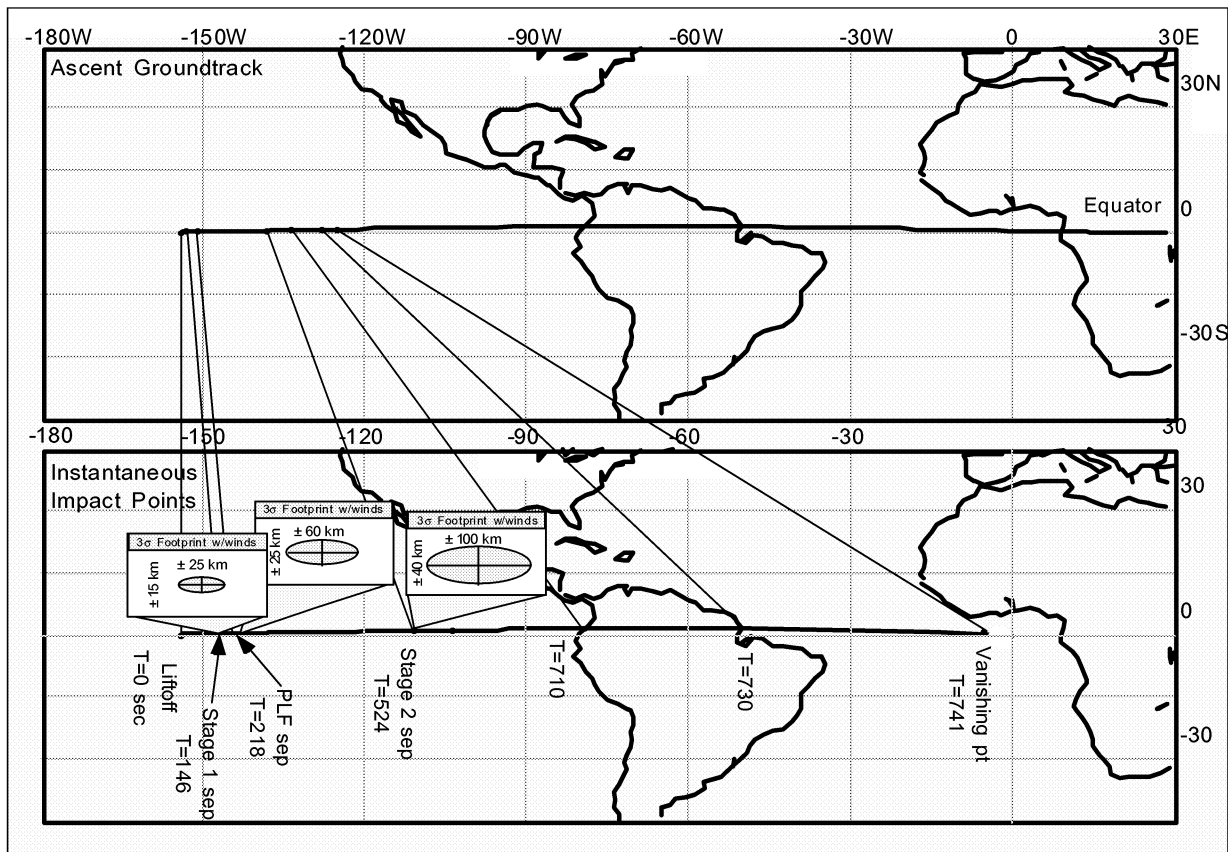 -180W -150W -120W -90W -60W -30W 0 30E
Ascent Groundtrack
30N
Equator
0
-30S
-180 -150 -120 -90 -60 -30 0 30
Instantaneous
Impact Points
30
3σ Footprint w/winds
± 60 km
± 25 km
3σ Footprint w/winds
± 100 km
± 40 km
3σ Footprint w/winds
± 25 km
± 15 km
0
-30
Liftoff
T=0 sec
Stage 1 sep
T=146
PLF sep
T=218
Stage 2 sep
T=524
T=710
T=730
Vanishing pt
T=741